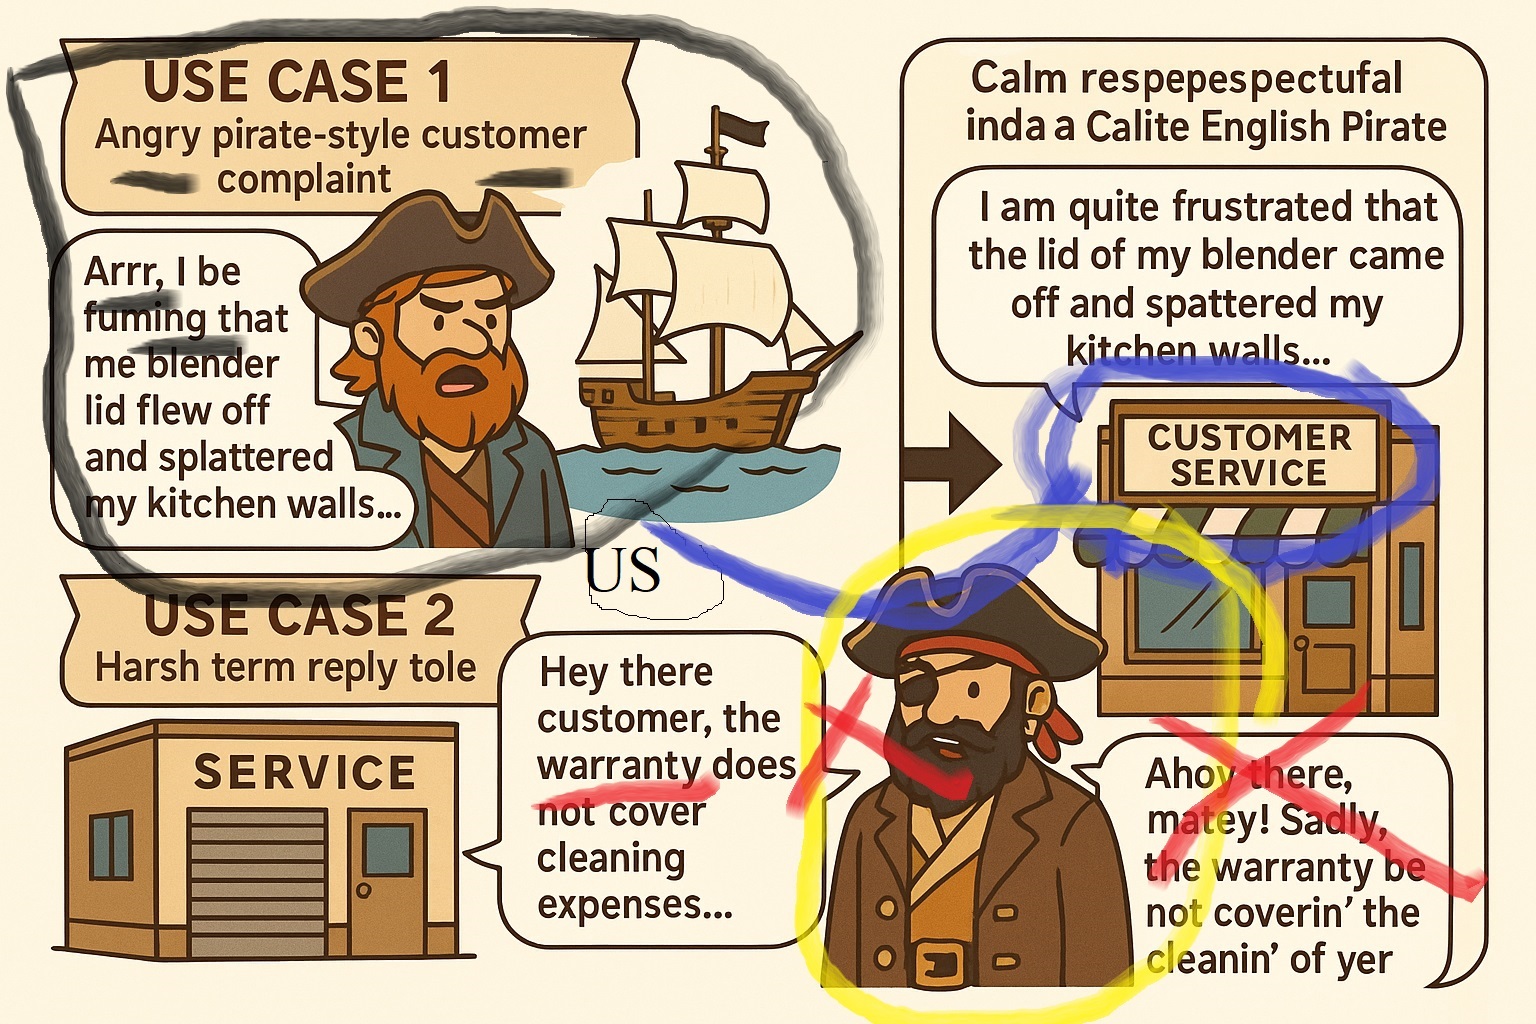 USE CASE 1
Angry pirate-style customer
complaint
Arrr, I be
fuming that
me blender
lid flew off
and splattered
my kitchen walls...
Calm respepespectufal
inda a Calite English Pirate
I am quite frustrated that
the lid of my blender came
off and spattered my
kitchen walls...
CUSTOMER
SERVICE
US
USE CASE 2
Harsh term reply tole
SERVICE
Hey there
customer, the
warranty does
not cover
cleaning
expenses...
Ahoy there,
matey! Sadly,
the warranty be
not coverin' the
cleanin' of yer